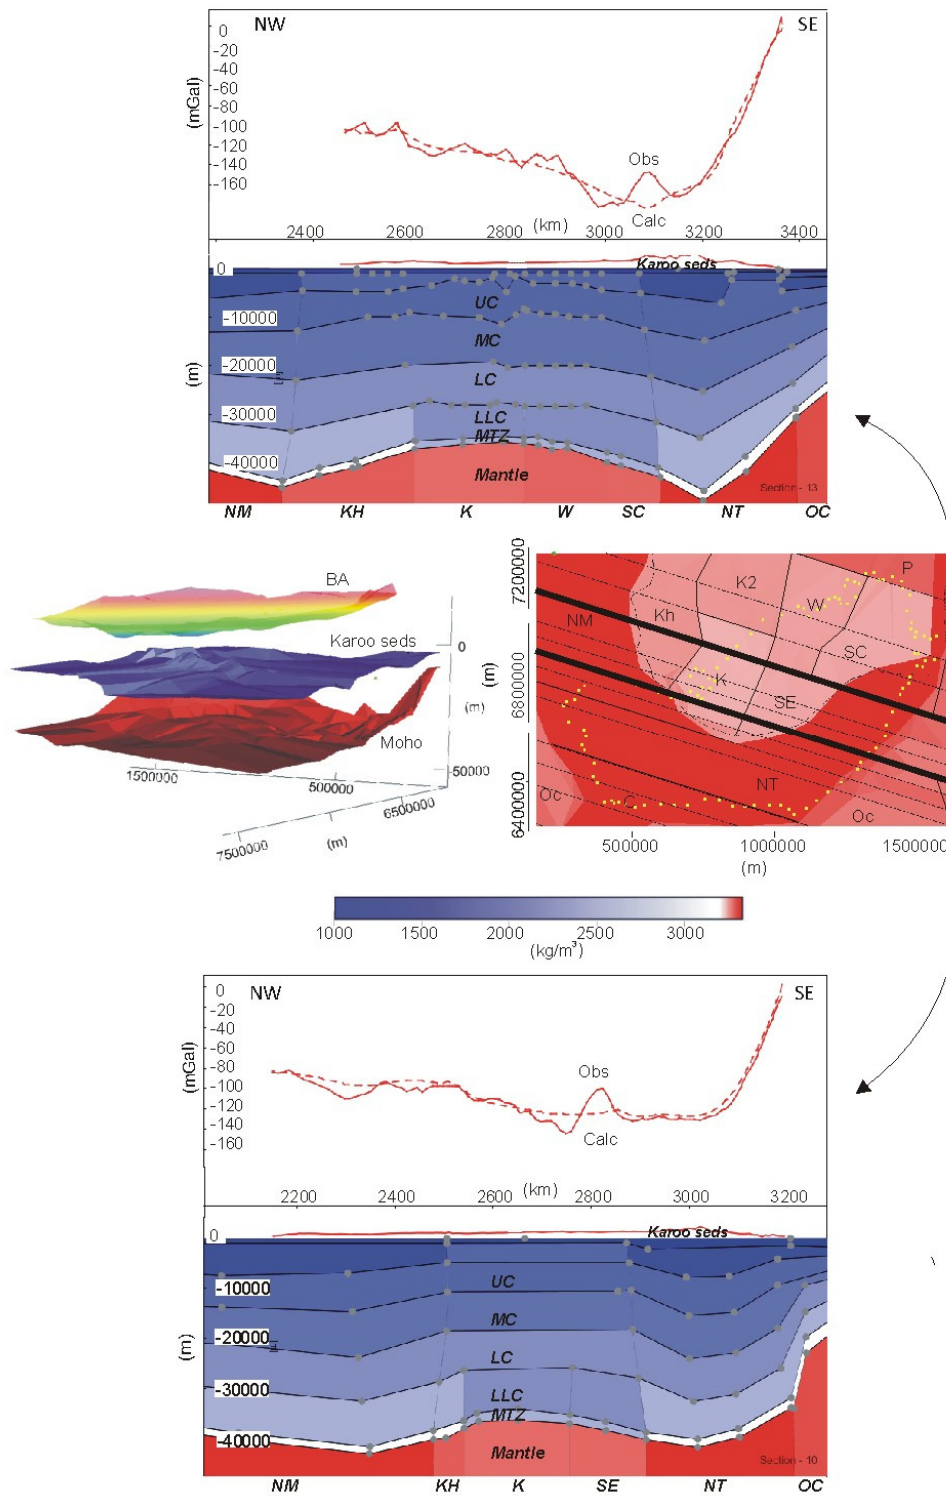 NW
SE
0
-20
-40
-60
-80
-100
-120
-140
-160
(mGal)
Obs
Calc
2400 2600 2800 (km) 3000 3200 3400
Karoo seds
0
-10000
-20000
-30000
-40000
(m)
UC
MC
LC
LLC
MTZ
Mantle
Section - 13
NM KH K W SC NT OC
BA
Karoo seds
Moho
0
(m)
-50000
1500000 500000
6500000
7500000 (m)
7200000
6800000
6400000
(m)
K2
P
Kh
W
NM
SC
K
SE
NT
Oc
C
Oc
500000 1000000 1500000
(m)
1000 1500 2000 2500 3000
(kg/m³)
NW
SE
0
-20
-40
-60
-80
-100
-120
-140
-160
(mGal)
Obs
Calc
2200 2400 2600 (km) 2800 3000 3200
Karoo seds
0
-10000
-20000
-30000
-40000
(m)
UC
MC
LC
LLC
MTZ
Mantle
Section - 10
NM KH K SE NT OC